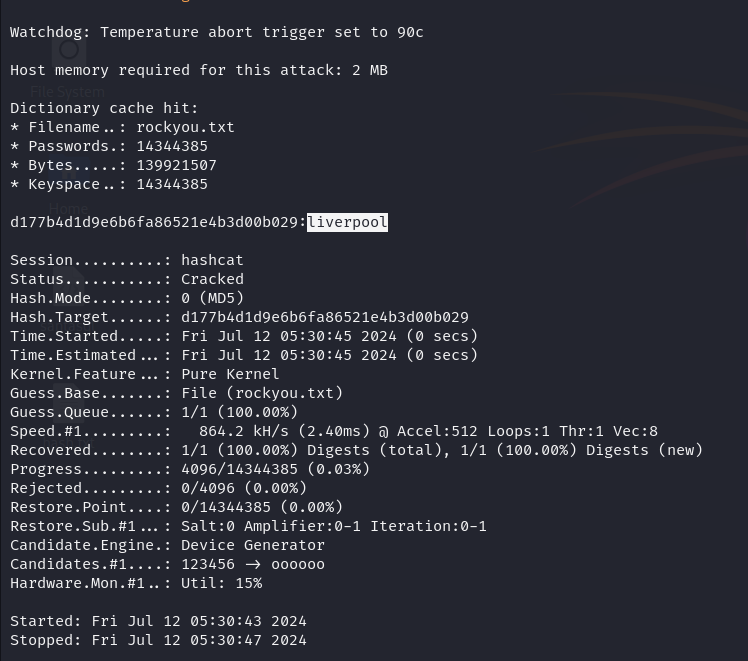 Watchdog: Temperature abort trigger set to 90c
Host memory required for this attack: 2 MB
Dictionary cache hit:
* Filename..: rockyou.txt
* Passwords.: 14344385
* Bytes.....: 139921507
* Keyspace..: 14344385
d177b4d1d9e6b6fa86521e4b3d00b029:liverpool
Session..........: hashcat
Status...........: Cracked
Hash.Mode........: 0 (MD5)
Hash.Target......: d177b4d1d9e6b6fa86521e4b3d00b029
Time.Started.....: Fri Jul 12 05:30:45 2024 (0 secs)
Time.Estimated...: Fri Jul 12 05:30:45 2024 (0 secs)
Kernel.Feature...: Pure Kernel
Guess.Base.......: File (rockyou.txt)
Guess.Queue......: 1/1 (100.00%)
Speed.#1.........:   864.2 kH/s (2.40ms) @ Accel:512 Loops:1 Thr:1 Vec:8
Recovered........: 1/1 (100.00%) Digests (total), 1/1 (100.00%) Digests (new)
Progress.........: 4096/14344385 (0.03%)
Rejected.........: 0/4096 (0.00%)
Restore.Point....: 0/14344385 (0.00%)
Restore.Sub.#1...: Salt:0 Amplifier:0-1 Iteration:0-1
Candidate.Engine.: Device Generator
Candidates.#1....: 123456 -> oooooo
Hardware.Mon.#1..: Util: 15%
Started: Fri Jul 12 05:30:43 2024
Stopped: Fri Jul 12 05:30:47 2024
File System
Home